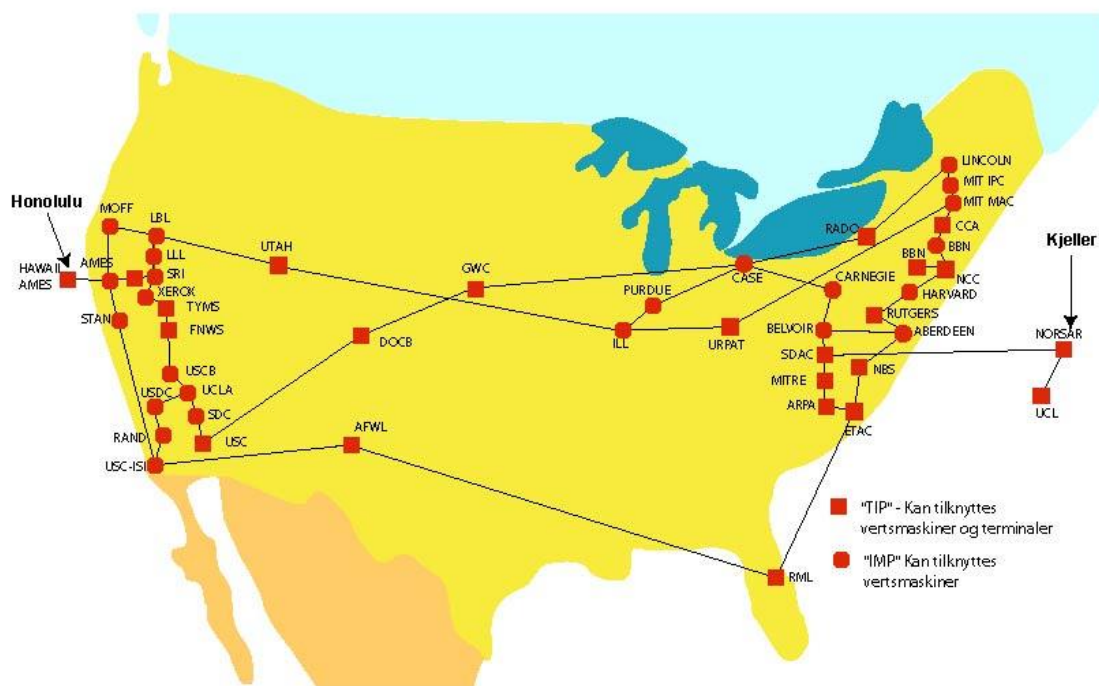 LINCOLN
MIT IPC
MIT MAC
Honolulu
MOFF
LBL
CCA
RADO
BBN
Kjeller
UTAH
LLL
BBN
HAWAII
AMES
AMES
SRI
GWC
CASE
CARNEGIE
NCC
XEROX
PURDUE
HARVARD
TYMS
RUTGERS
STAN
FNWS
DOCB
ILL
URPAT
BELVOIR
ABERDEEN
NORSAR
SDAC
NBS
USCB
MITRE
USDC
UCLA
UCL
SDC
ARPA
ETAC
RAND
USC
AFWL
USC-ISI
"TIP" - Kan tilknyttes
vertsmaskiner og terminaler
"IMP" Kan tilknyttes
vertsmaskiner
RML